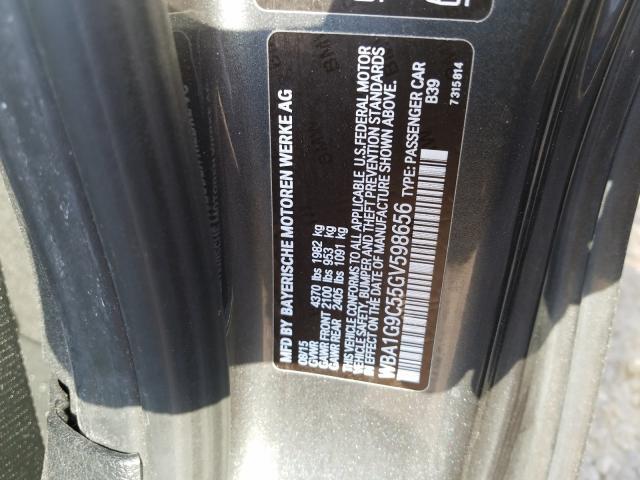 MFD BY BAYERISCHE MOTOREN WERKE AG
08/15
GVWR 4370 lbs 1982 kg
GAWR FRONT 2100 lbs 953 kg
GAWR REAR 2405 lbs 1091 kg
THIS VEHICLE CONFORMS TO ALL APPLICABLE U.S.FEDERAL MOTOR
VEHICLE SAFETY, BUMPER AND THEFT PREVENTION STANDARDS
IN EFFECT ON THE DATE OF MANUFACTURE SHOWN ABOVE.
WBA1G9C55GV598656 TYPE: PASSENGER CAR
B39
7 315 814